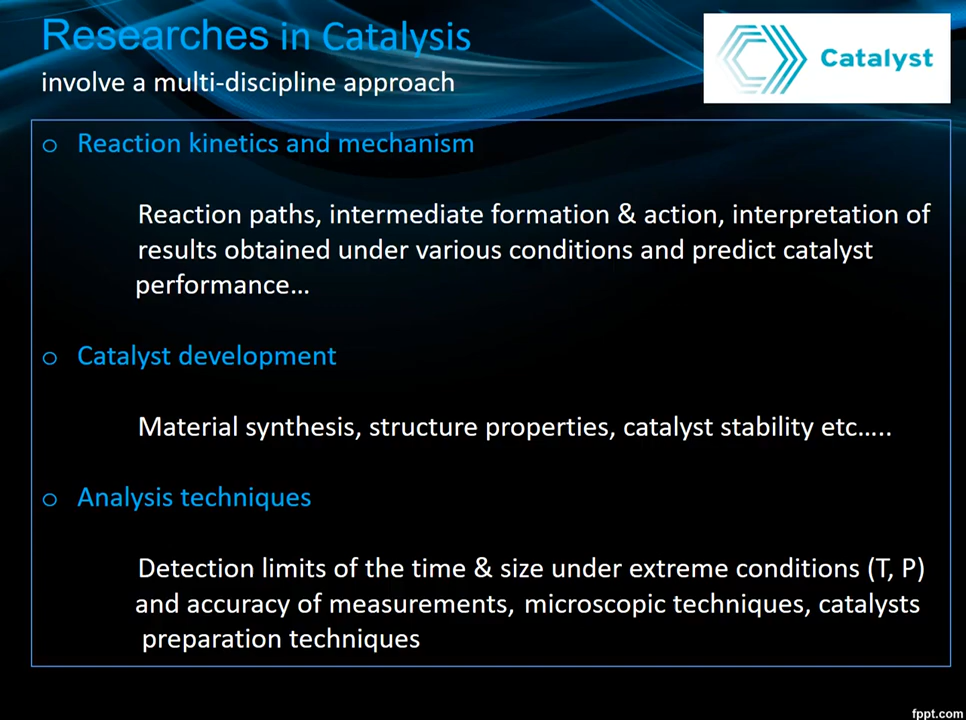 Researches in Catalysis
involve a multi-discipline approach
Catalyst
o Reaction kinetics and mechanism
Reaction paths, intermediate formation & action, interpretation of
results obtained under various conditions and predict catalyst
performance…
o Catalyst development
Material synthesis, structure properties, catalyst stability etc…..
o Analysis techniques
Detection limits of the time & size under extreme conditions (T, P)
and accuracy of measurements, microscopic techniques, catalysts
preparation techniques
fppt.com